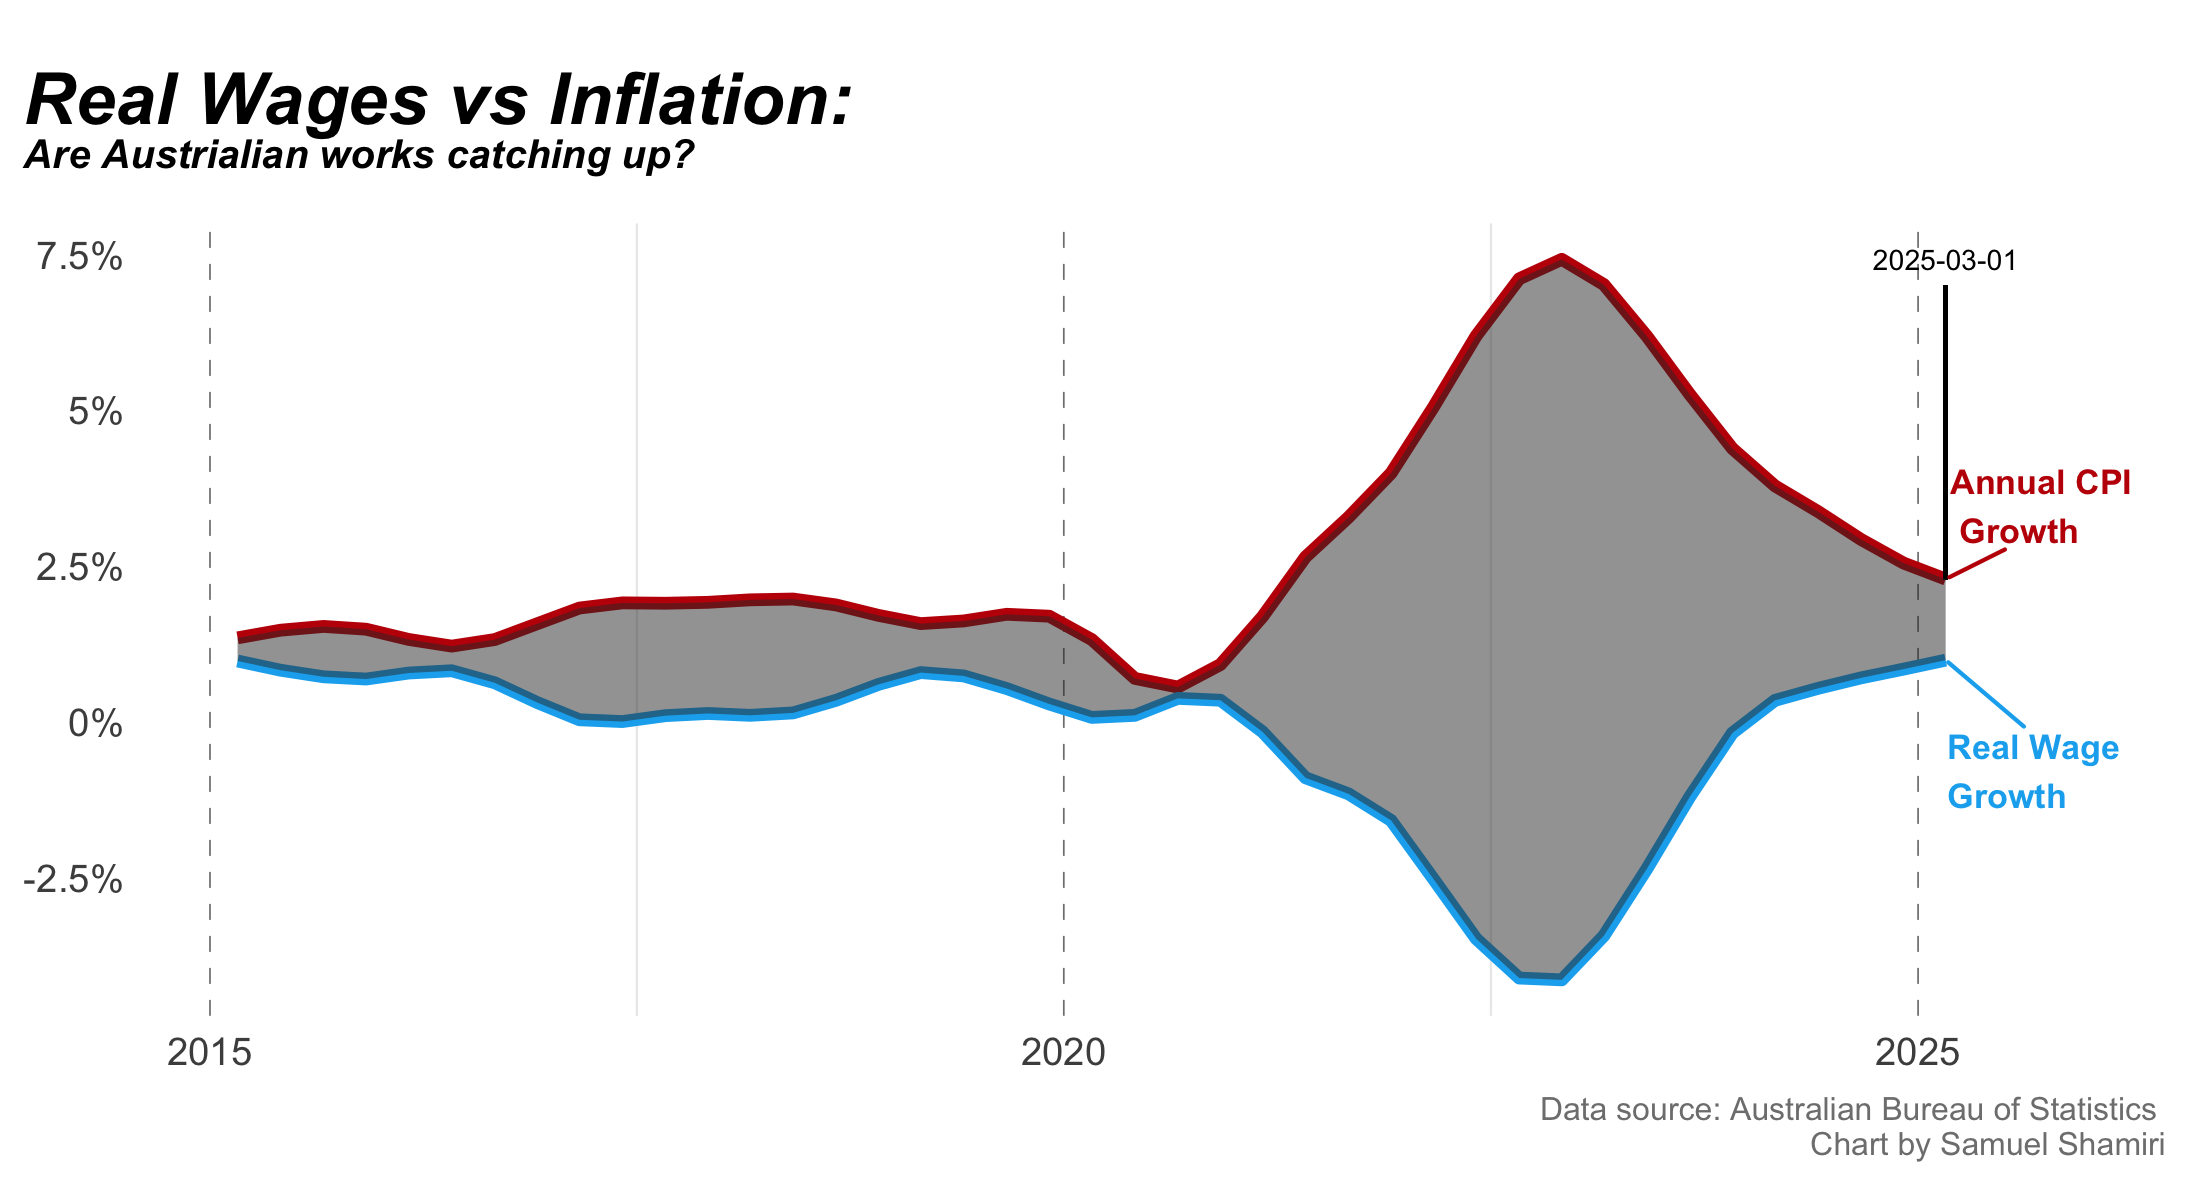 Real Wages vs Inflation:
Are Austrialian works catching up?
7.5%
5%
2.5%
0%
-2.5%
2025-03-01
Annual CPI
Growth
Real Wage
Growth
2015
2020
2025
Data source: Australian Bureau of Statistics
Chart by Samuel Shamiri